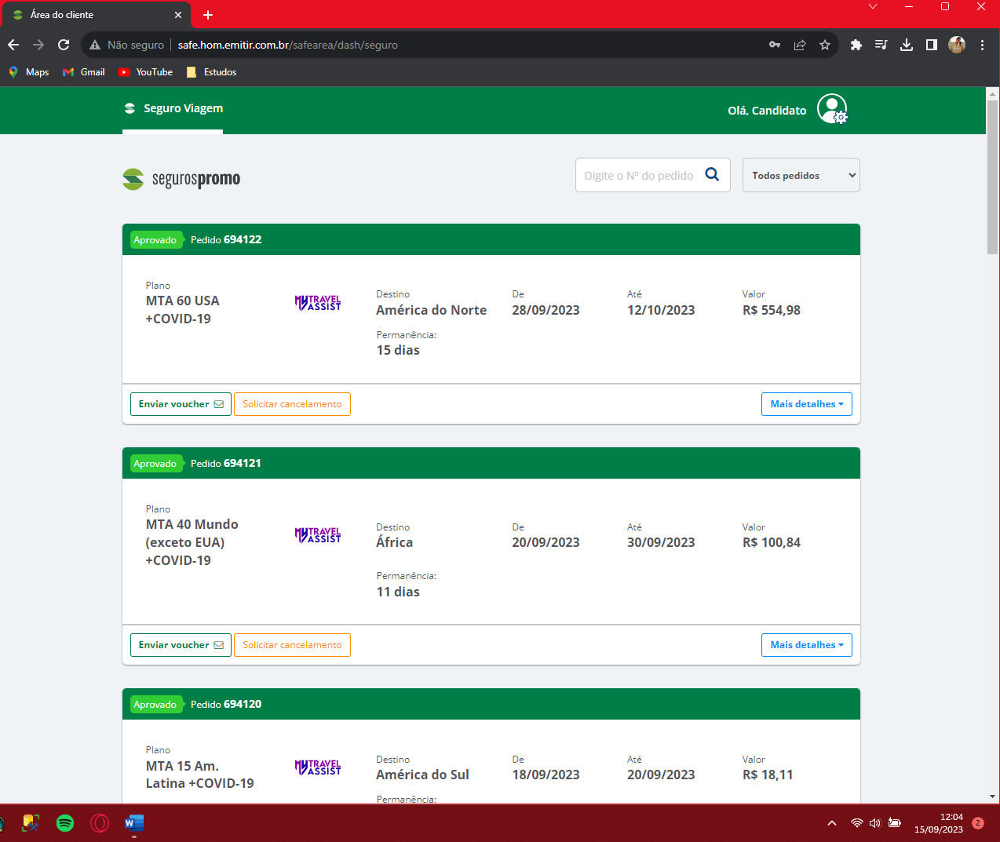 Área do cliente
Não seguro safe.hom.emitir.com.br/safearea/dash/seguro
Maps Gmail YouTube Estudos
Seguro Viagem
Olá, Candidato
segurospromo
Digite o Nº do pedido
Todos pedidos
Aprovado Pedido 694122
Plano
MTA 60 USA
+COVID-19
MY TRAVEL
ASSIST
Destino
América do Norte
De
28/09/2023
Até
12/10/2023
Valor
R$ 554,98
Permanência:
15 dias
Enviar voucher
Solicitar cancelamento
Mais detalhes
Aprovado Pedido 694121
Plano
MTA 40 Mundo
(exceto EUA)
+COVID-19
MY TRAVEL
ASSIST
Destino
África
De
20/09/2023
Até
30/09/2023
Valor
R$ 100,84
Permanência:
11 dias
Enviar voucher
Solicitar cancelamento
Mais detalhes
Aprovado Pedido 694120
Plano
MTA 15 Am.
Latina +COVID-19
MY TRAVEL
ASSIST
Destino
América do Sul
De
18/09/2023
Até
20/09/2023
Valor
R$ 18,11
Permanência:
W
12:04
15/09/2023
2